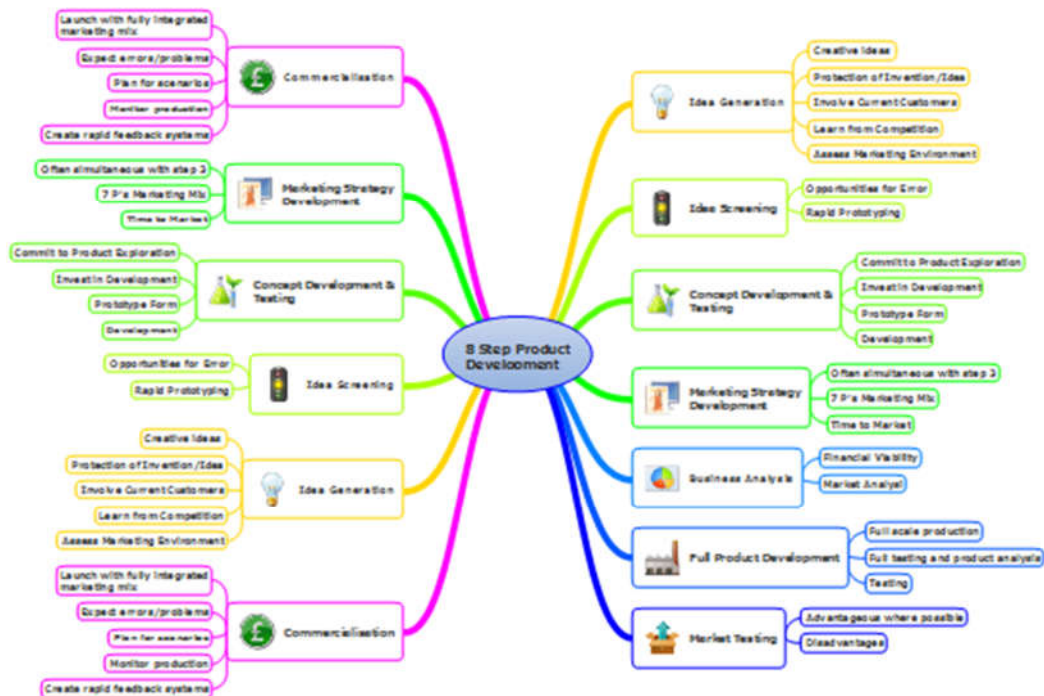 Launch with fully integrated
marketing mix
Expect errors/problems
Plan for scenarios
Monitor production
Create rapid feedback systems
Commercialisation
Often simultaneous with step 3
7 P's Marketing Mix
Time to Market
Marketing Strategy
Development
Commit to Product Exploration
Invest in Development
Prototype Form
Development
Concept Development &
Testing
Opportunities for Error
Rapid Prototyping
Idea Screening
Creative Ideas
Protection of Invention/Idea
Involve Current Customers
Learn from Competition
Assess Marketing Environment
Idea Generation
Launch with fully integrated
marketing mix
Expect errors/problems
Plan for scenarios
Monitor production
Create rapid feedback systems
Commercialisation
8 Step Product
Development
Idea Generation
Creative Ideas
Protection of Invention/Idea
Involve Current Customers
Learn from Competition
Assess Marketing Environment
Idea Screening
Opportunities for Error
Rapid Prototyping
Concept Development &
Testing
Commit to Product Exploration
Invest in Development
Prototype Form
Development
Marketing Strategy
Development
Often simultaneous with step 3
7 P's Marketing Mix
Time to Market
Business Analysis
Financial Viability
Market Analysi
Full Product Development
Full scale production
Full testing and product analysis
Testing
Market Testing
Advantageous where possible
Disadvantages